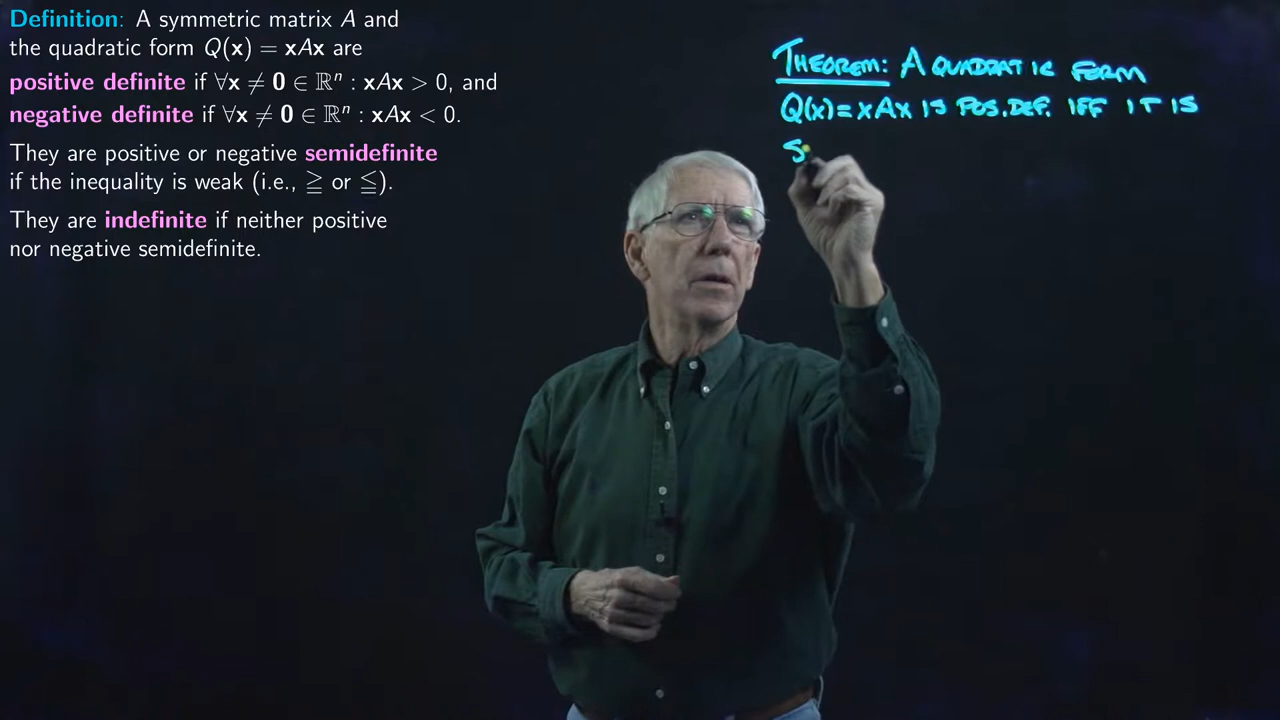 Definition: A symmetric matrix A and
the quadratic form Q(x) = xAx are
positive definite if ∀x ≠ 0 ∈ ℝⁿ : xAx > 0, and
negative definite if ∀x ≠ 0 ∈ ℝⁿ : xAx < 0.
They are positive or negative semidefinite
if the inequality is weak (i.e., ≧ or ≦).
They are indefinite if neither positive
nor negative semidefinite.
THEOREM: A QUADRATIC FORM
Q(x)=xAx IS POS.DEF. IFF IT IS
S